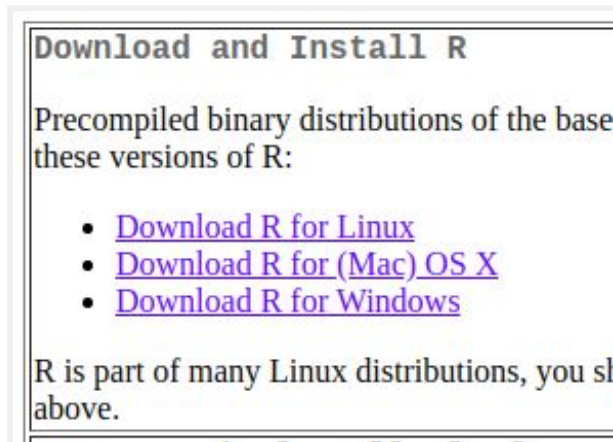 Download and Install R
Precompiled binary distributions of the base
these versions of R:
• Download R for Linux
• Download R for (Mac) OS X
• Download R for Windows
R is part of many Linux distributions, you
above.